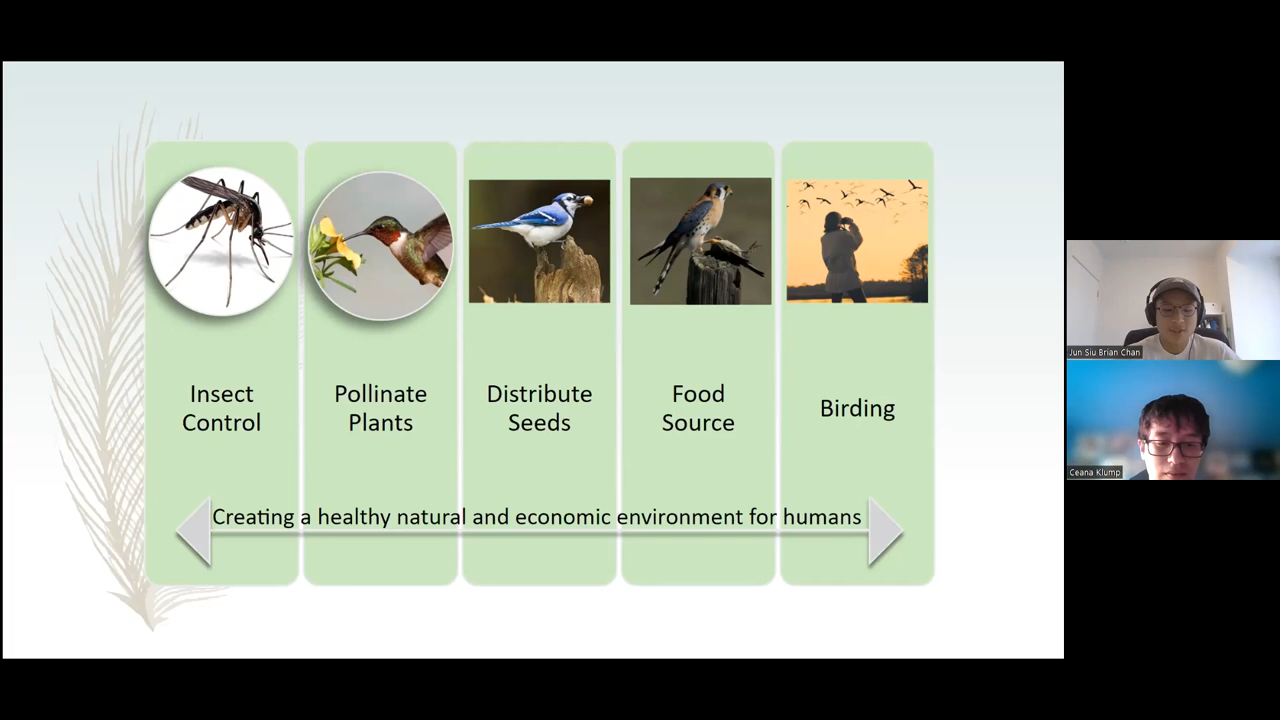 Insect
Control
Pollinate
Plants
Distribute
Seeds
Food
Source
Birding
Creating a healthy natural and economic environment for humans
Jun Siu Brian Chan
Ceana Klump